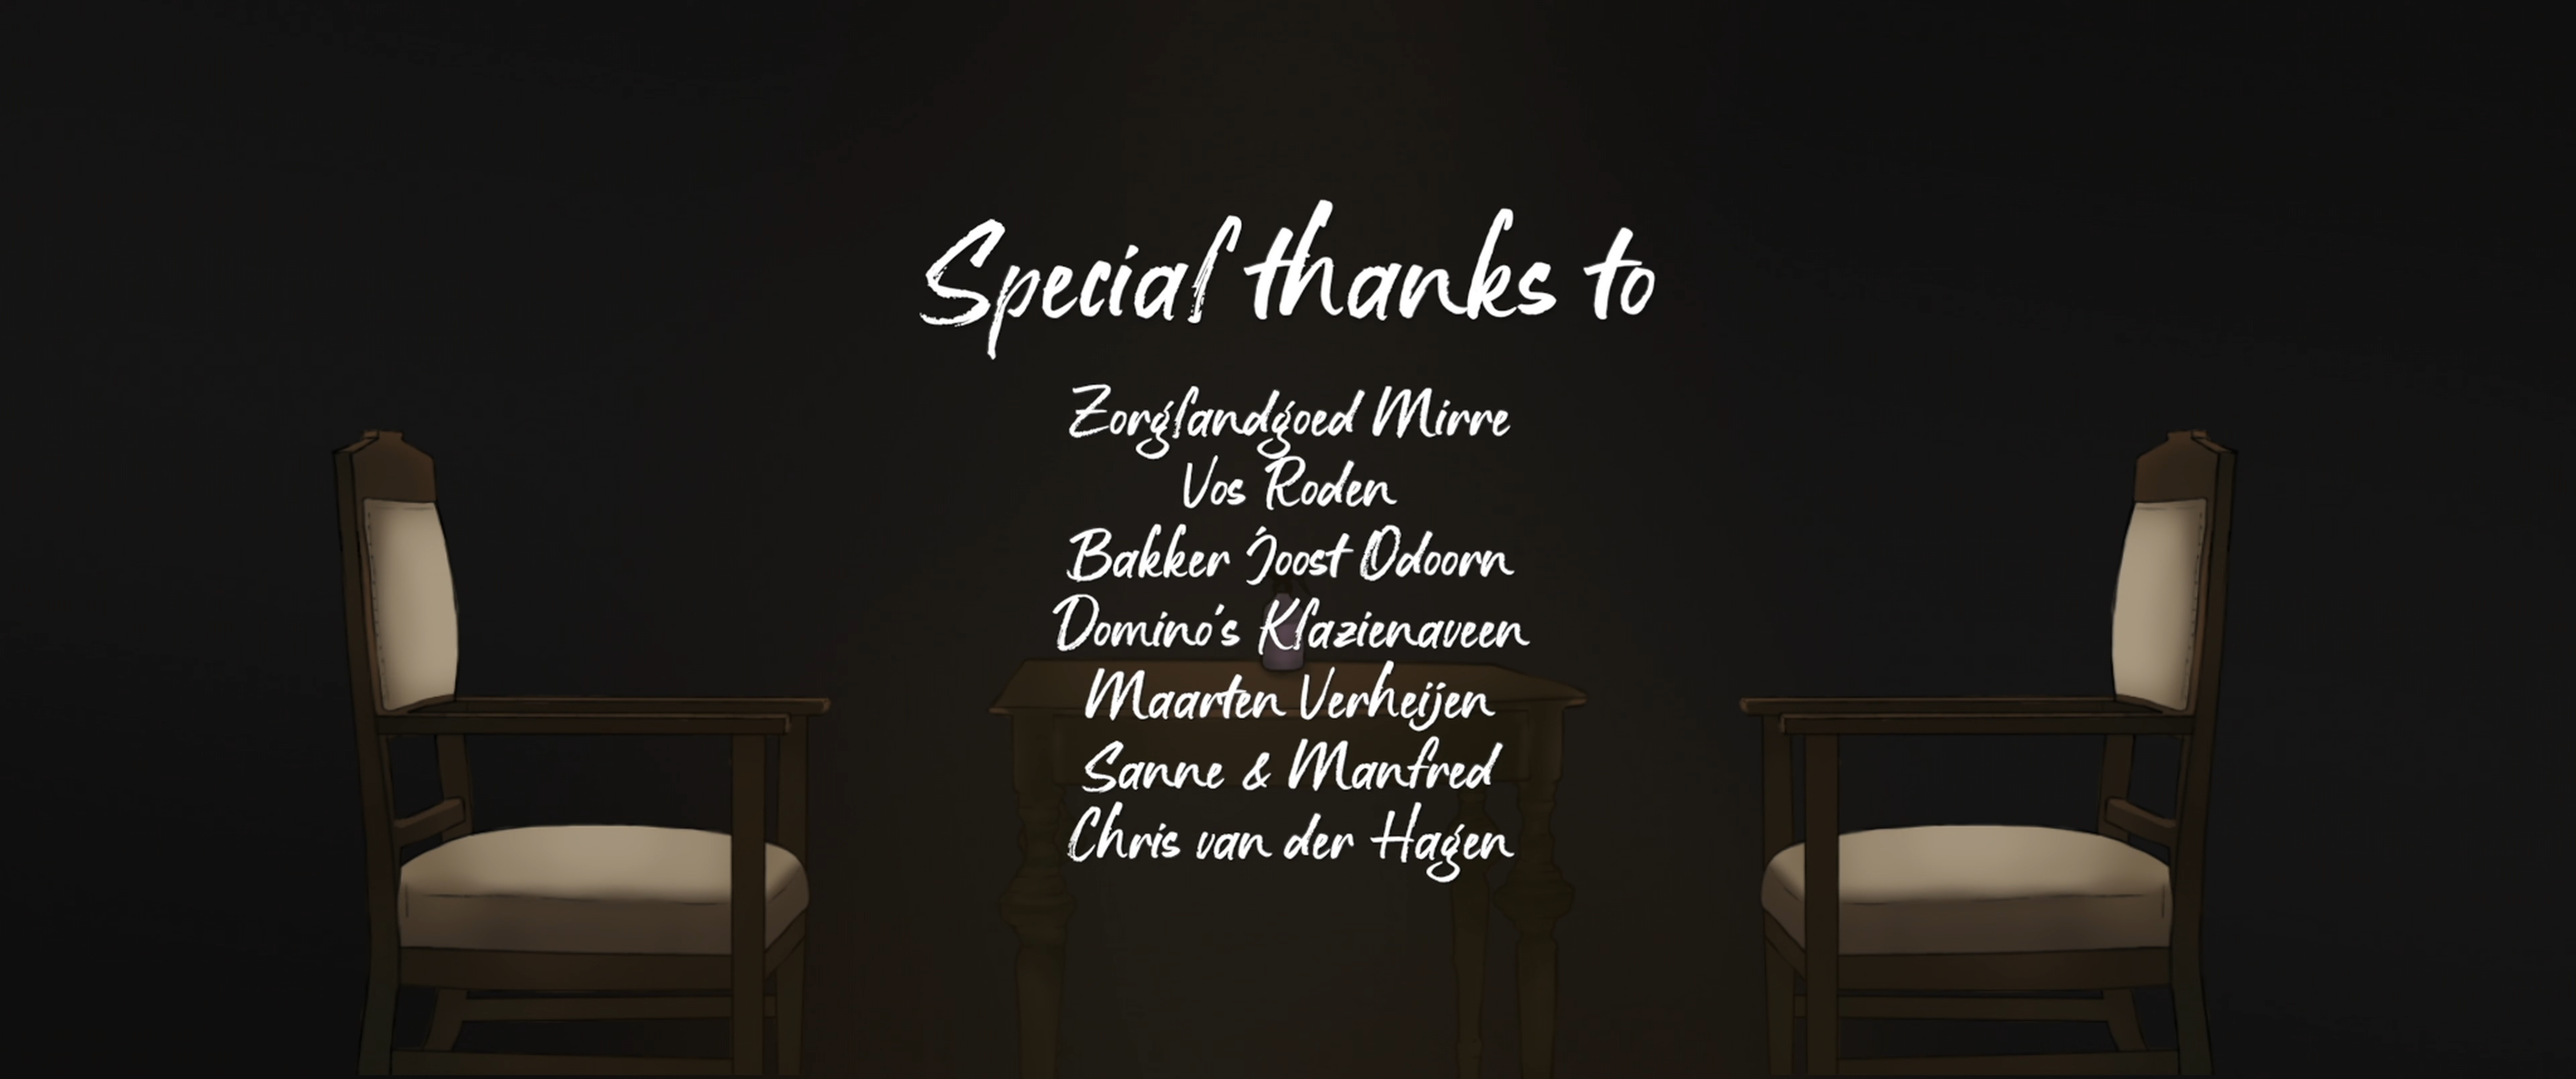 Special thanks to
Zorglandgoed Mirre
Vos Roden
Bakker Joost Odoorn
Domino's Klazienaveen
Maarten Verheijen
Sanne & Manfred
Chris van der Hagen